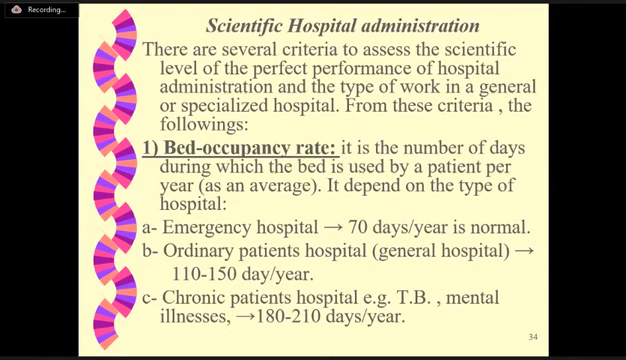 Recording...
Scientific Hospital administration
There are several criteria to assess the scientific
level of the perfect performance of hospital
administration and the type of work in a general
or specialized hospital. From these criteria , the
followings:
1) Bed-occupancy rate: it is the number of days
during which the bed is used by a patient per
year (as an average). It depend on the type of
hospital:
a- Emergency hospital → 70 days/year is normal.
b- Ordinary patients hospital (general hospital) →
110-150 day/year.
c- Chronic patients hospital e.g. T.B. , mental
illnesses, →180-210 days/year.
34